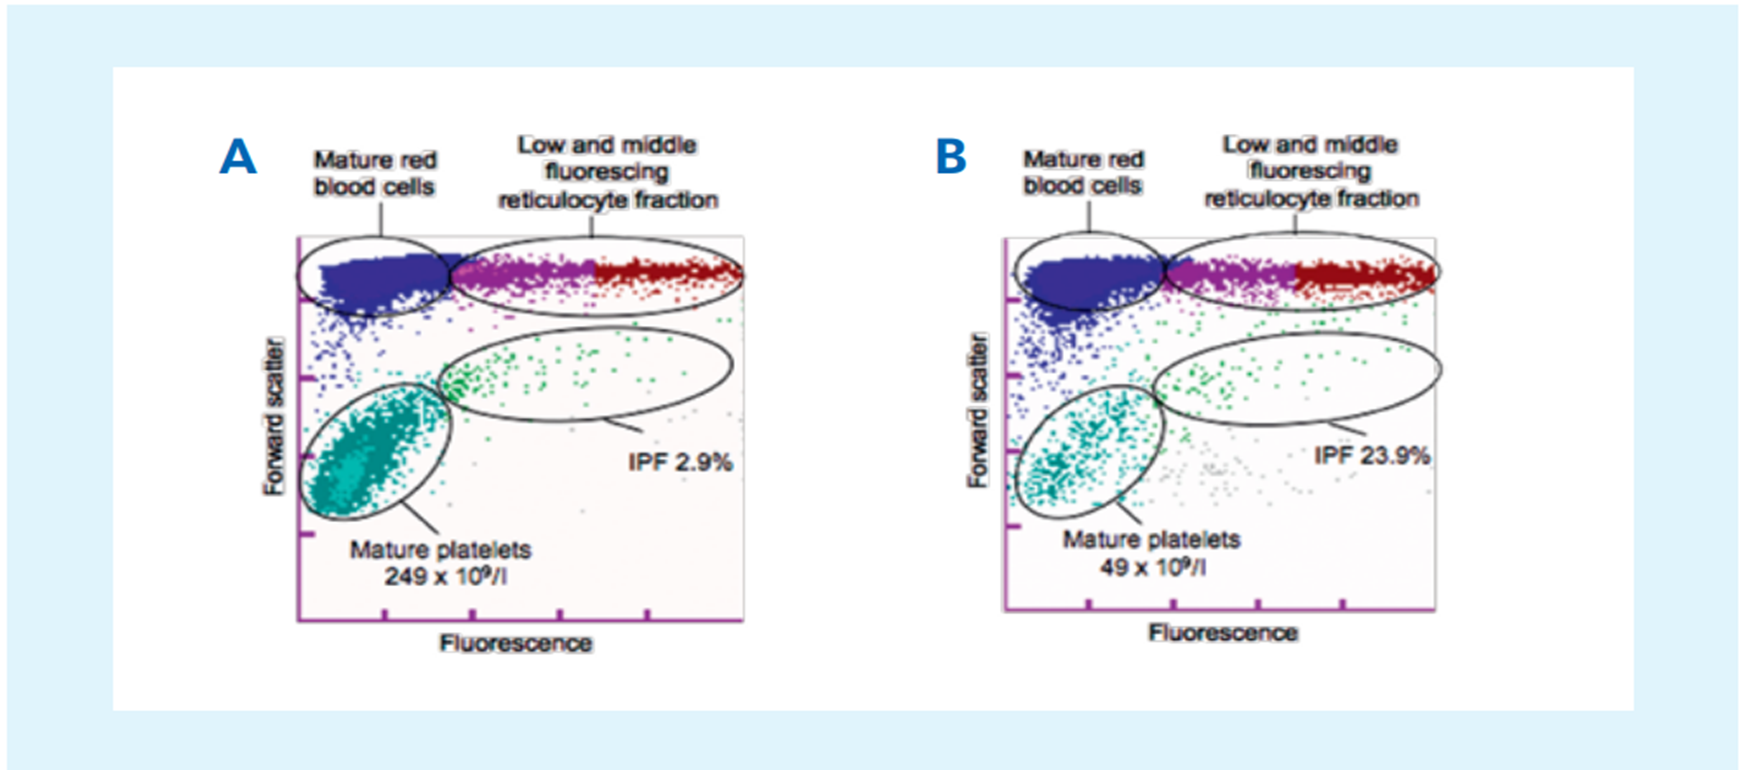 A
Mature red
blood cells
Low and middle
fluorescing
reticulocyte fraction
Forward scatter
IPF 2.9%
Mature platelets
249 x 10⁹/l
Fluorescence
B
Mature red
blood cells
Low and middle
fluorescing
reticulocyte fraction
Forward scatter
IPF 23.9%
Mature platelets
49 x 10⁹/l
Fluorescence